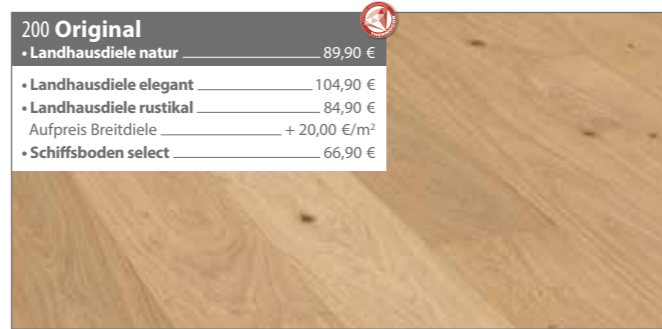 200 Original
• Landhausdiele natur 89,90 €
• Landhausdiele elegant 104,90 €
• Landhausdiele rustikal 84,90 €
Aufpreis Breitdiele + 20,00 €/m²
• Schiffsboden select 66,90 €